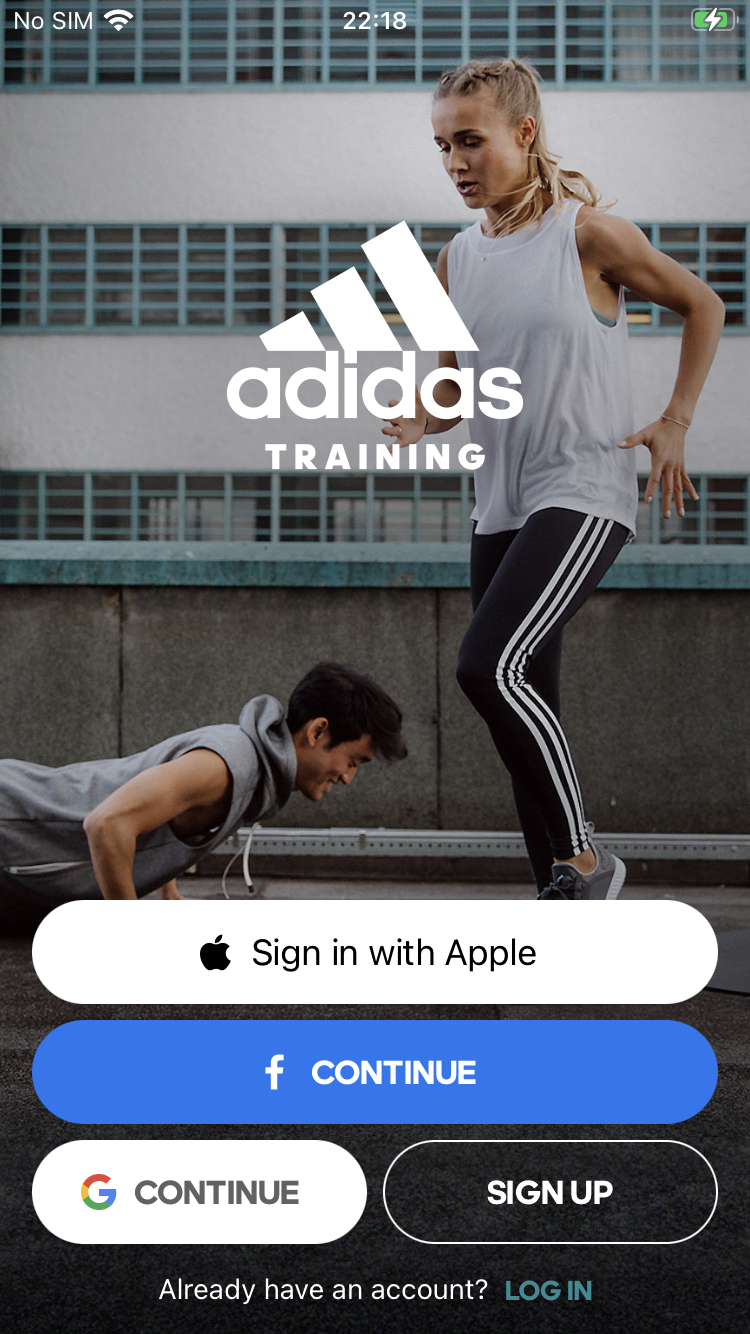 No SIM 22:18
adidas
TRAINING
Sign in with Apple
f CONTINUE
G CONTINUE
SIGN UP
Already have an account? LOG IN